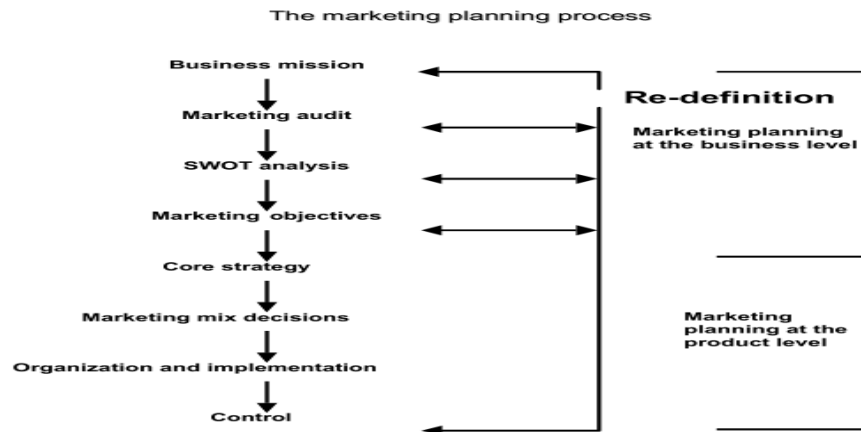 The marketing planning process
Business mission
Marketing audit
SWOT analysis
Marketing objectives
Core strategy
Marketing mix decisions
Organization and implementation
Control
Re-definition
Marketing planning
at the business level
Marketing
planning at the
product level